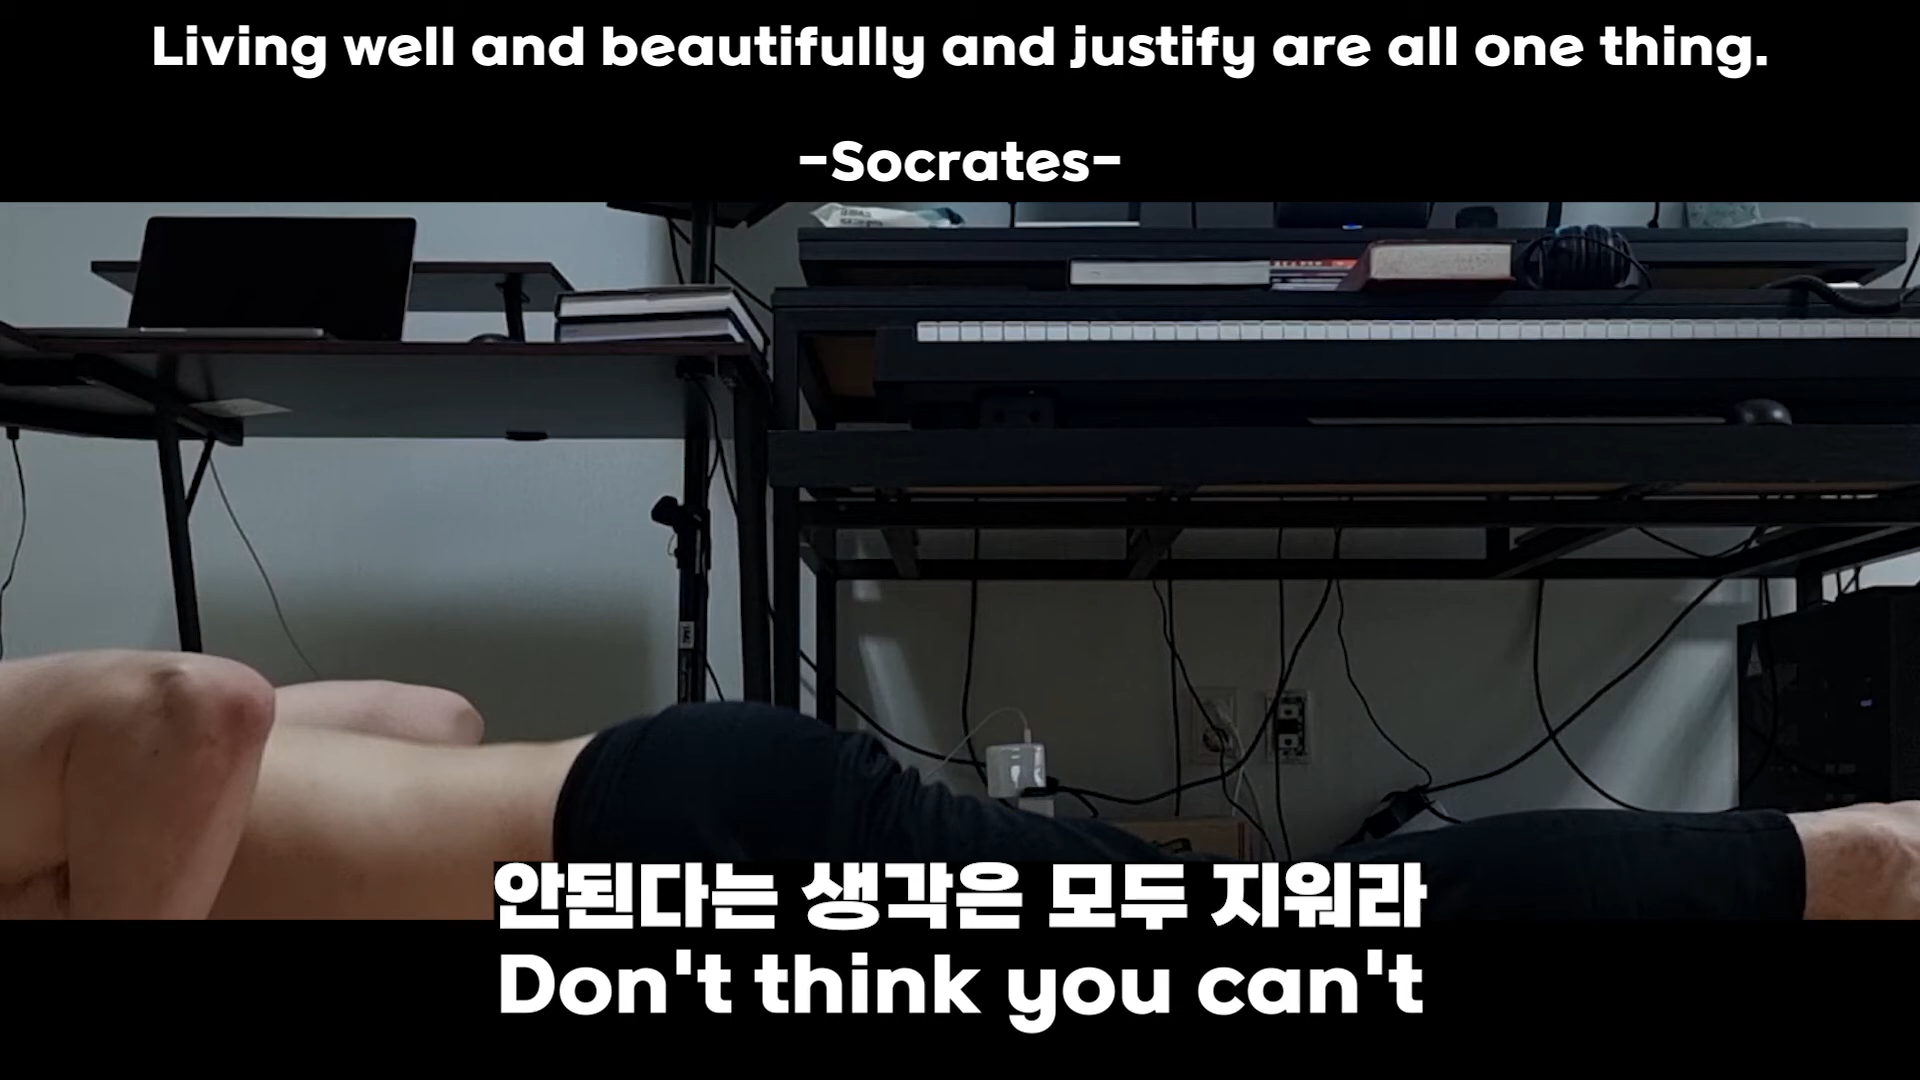 Living well and beautifully and justify are all one thing.
-Socrates-
안된다는 생각은 모두 지워라
Don't think you can't